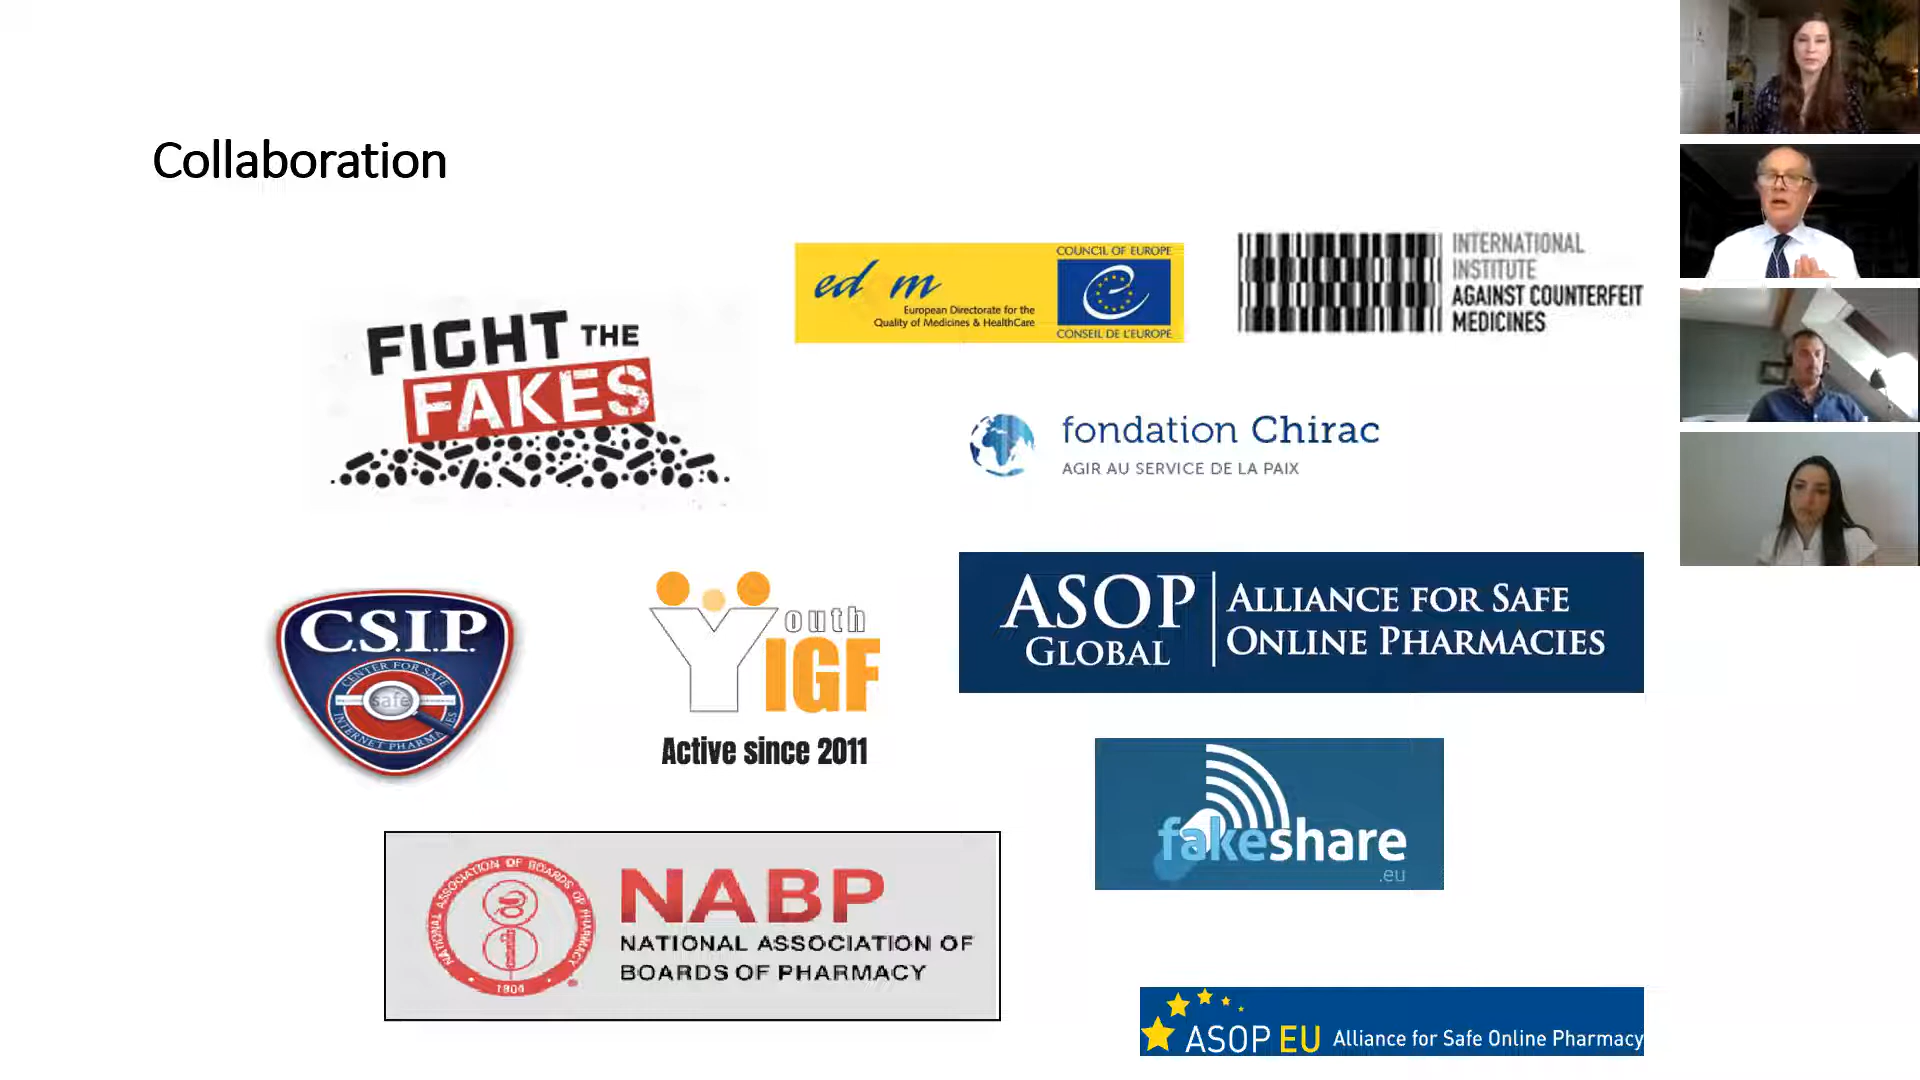 Collaboration
FIGHT THE
FAKES
COUNCIL OF EUROPE
ed m
European Directorate for the
Quality of Medicines & HealthCare
CONSEIL DE L'EUROPE
INTERNATIONAL
INSTITUTE
AGAINST COUNTERFEIT
MEDICINES
fondation Chirac
AGIR AU SERVICE DE LA PAIX
C.S.I.P.
CENTER FOR SAFE
safe
INTERNET PHARMACIES
Youth
IGF
Active since 2011
ASOP
GLOBAL
ALLIANCE FOR SAFE
ONLINE PHARMACIES
fakeshare
.eu
NATIONAL ASSOCIATION OF BOARDS OF PHARMACY
1904
NABP
NATIONAL ASSOCIATION OF
BOARDS OF PHARMACY
ASOP EU Alliance for Safe Online Pharmacy